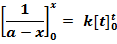 [1/(a − x)]₀ˣ = k[t]₀ᵗ